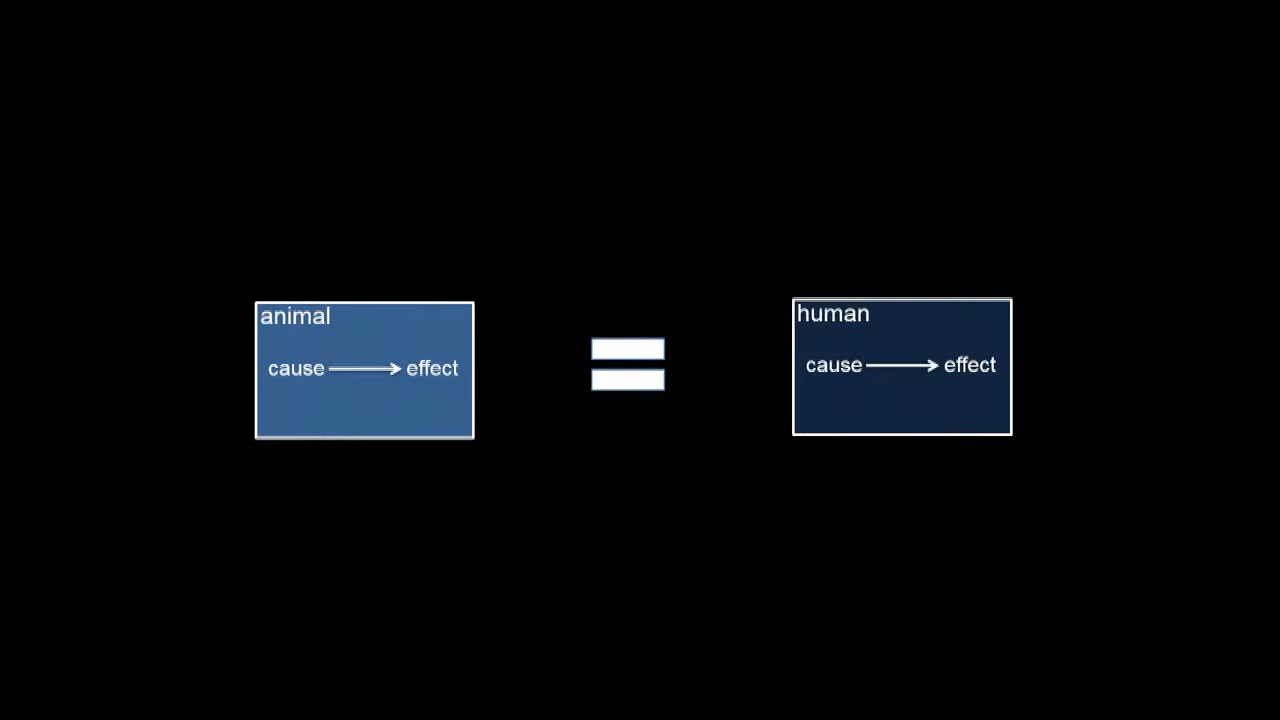 animal
cause → effect
human
cause → effect